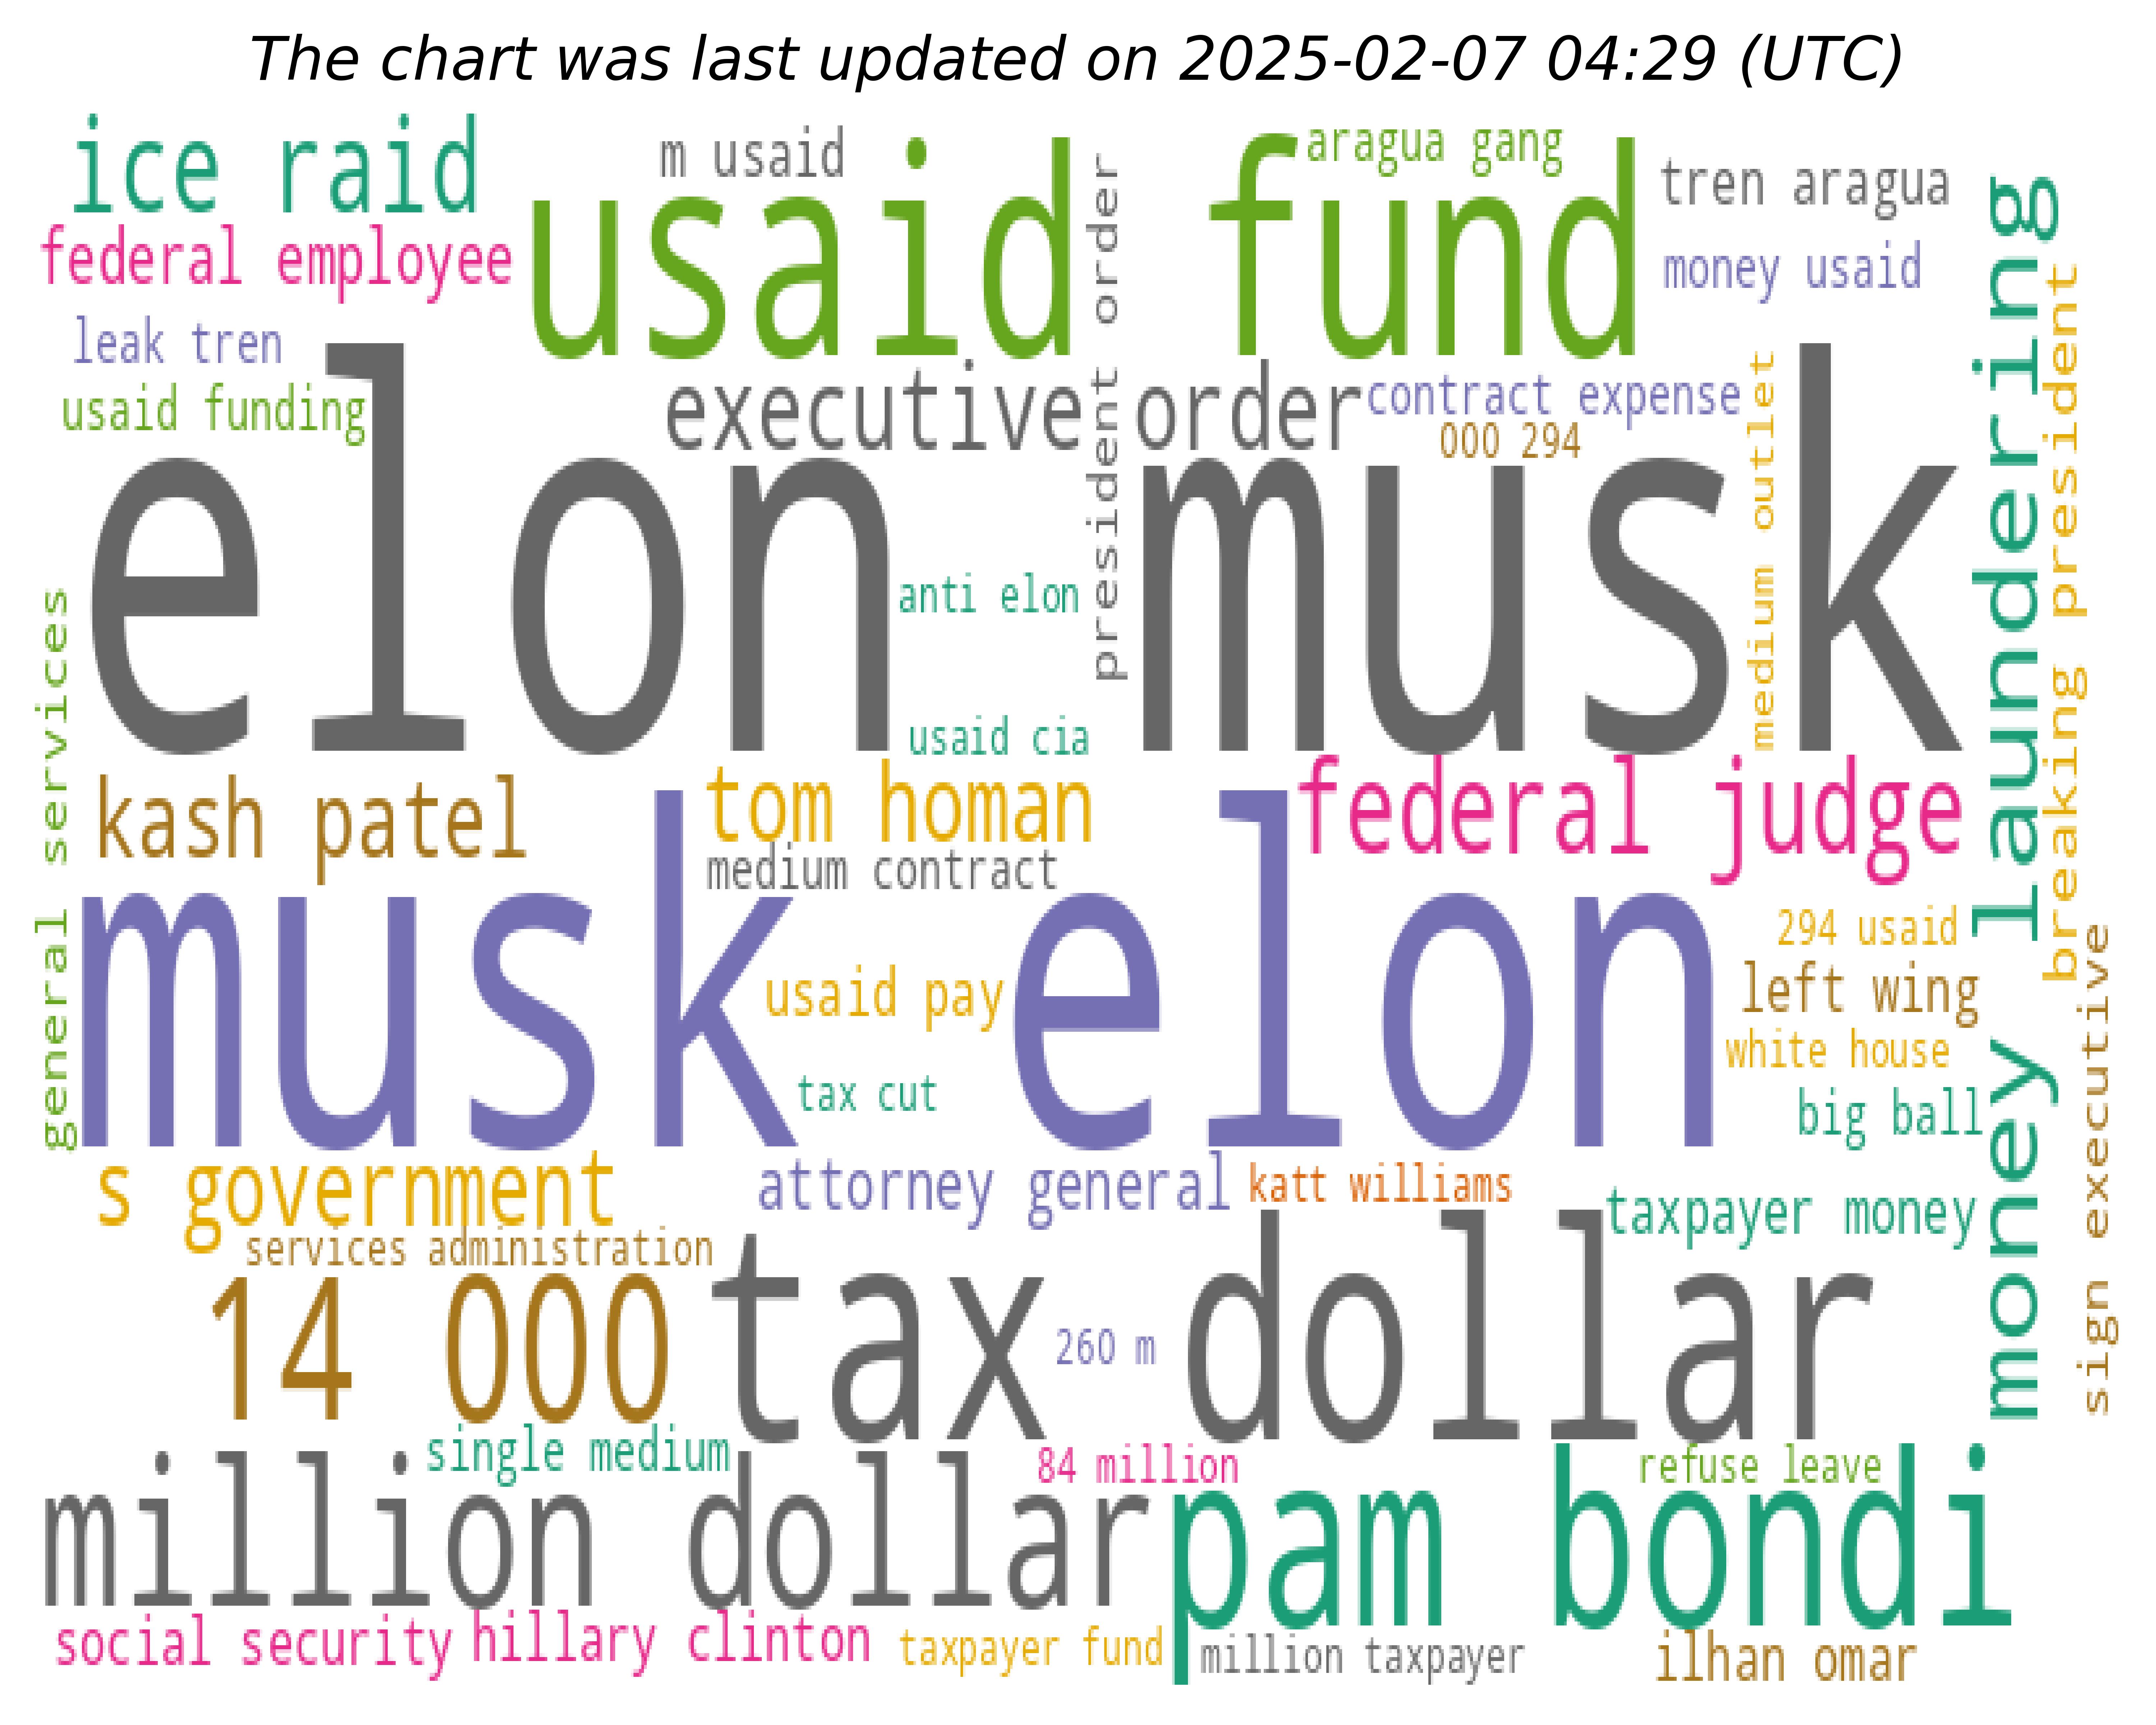 The chart was last updated on 2025-02-07 04:29 (UTC)
ice raid
m usaid
usaid fund
aragua gang
tren aragua
federal employee
money usaid
president order
leak tren
usaid funding
executive order
contract expense
000 294
medium outlet
elon musk
anti elon
usaid cia
money laundering
breaking president
general services
kash patel
tom homan
federal judge
medium contract
musk elon
294 usaid
usaid pay
left wing
white house
tax cut
big ball
sign executive
s government
attorney general
katt williams
taxpayer money
services administration
14 000
tax dollar
260 m
single medium
84 million
refuse leave
million dollar
pam bondi
social security
hillary clinton
taxpayer fund
million taxpayer
ilhan omar